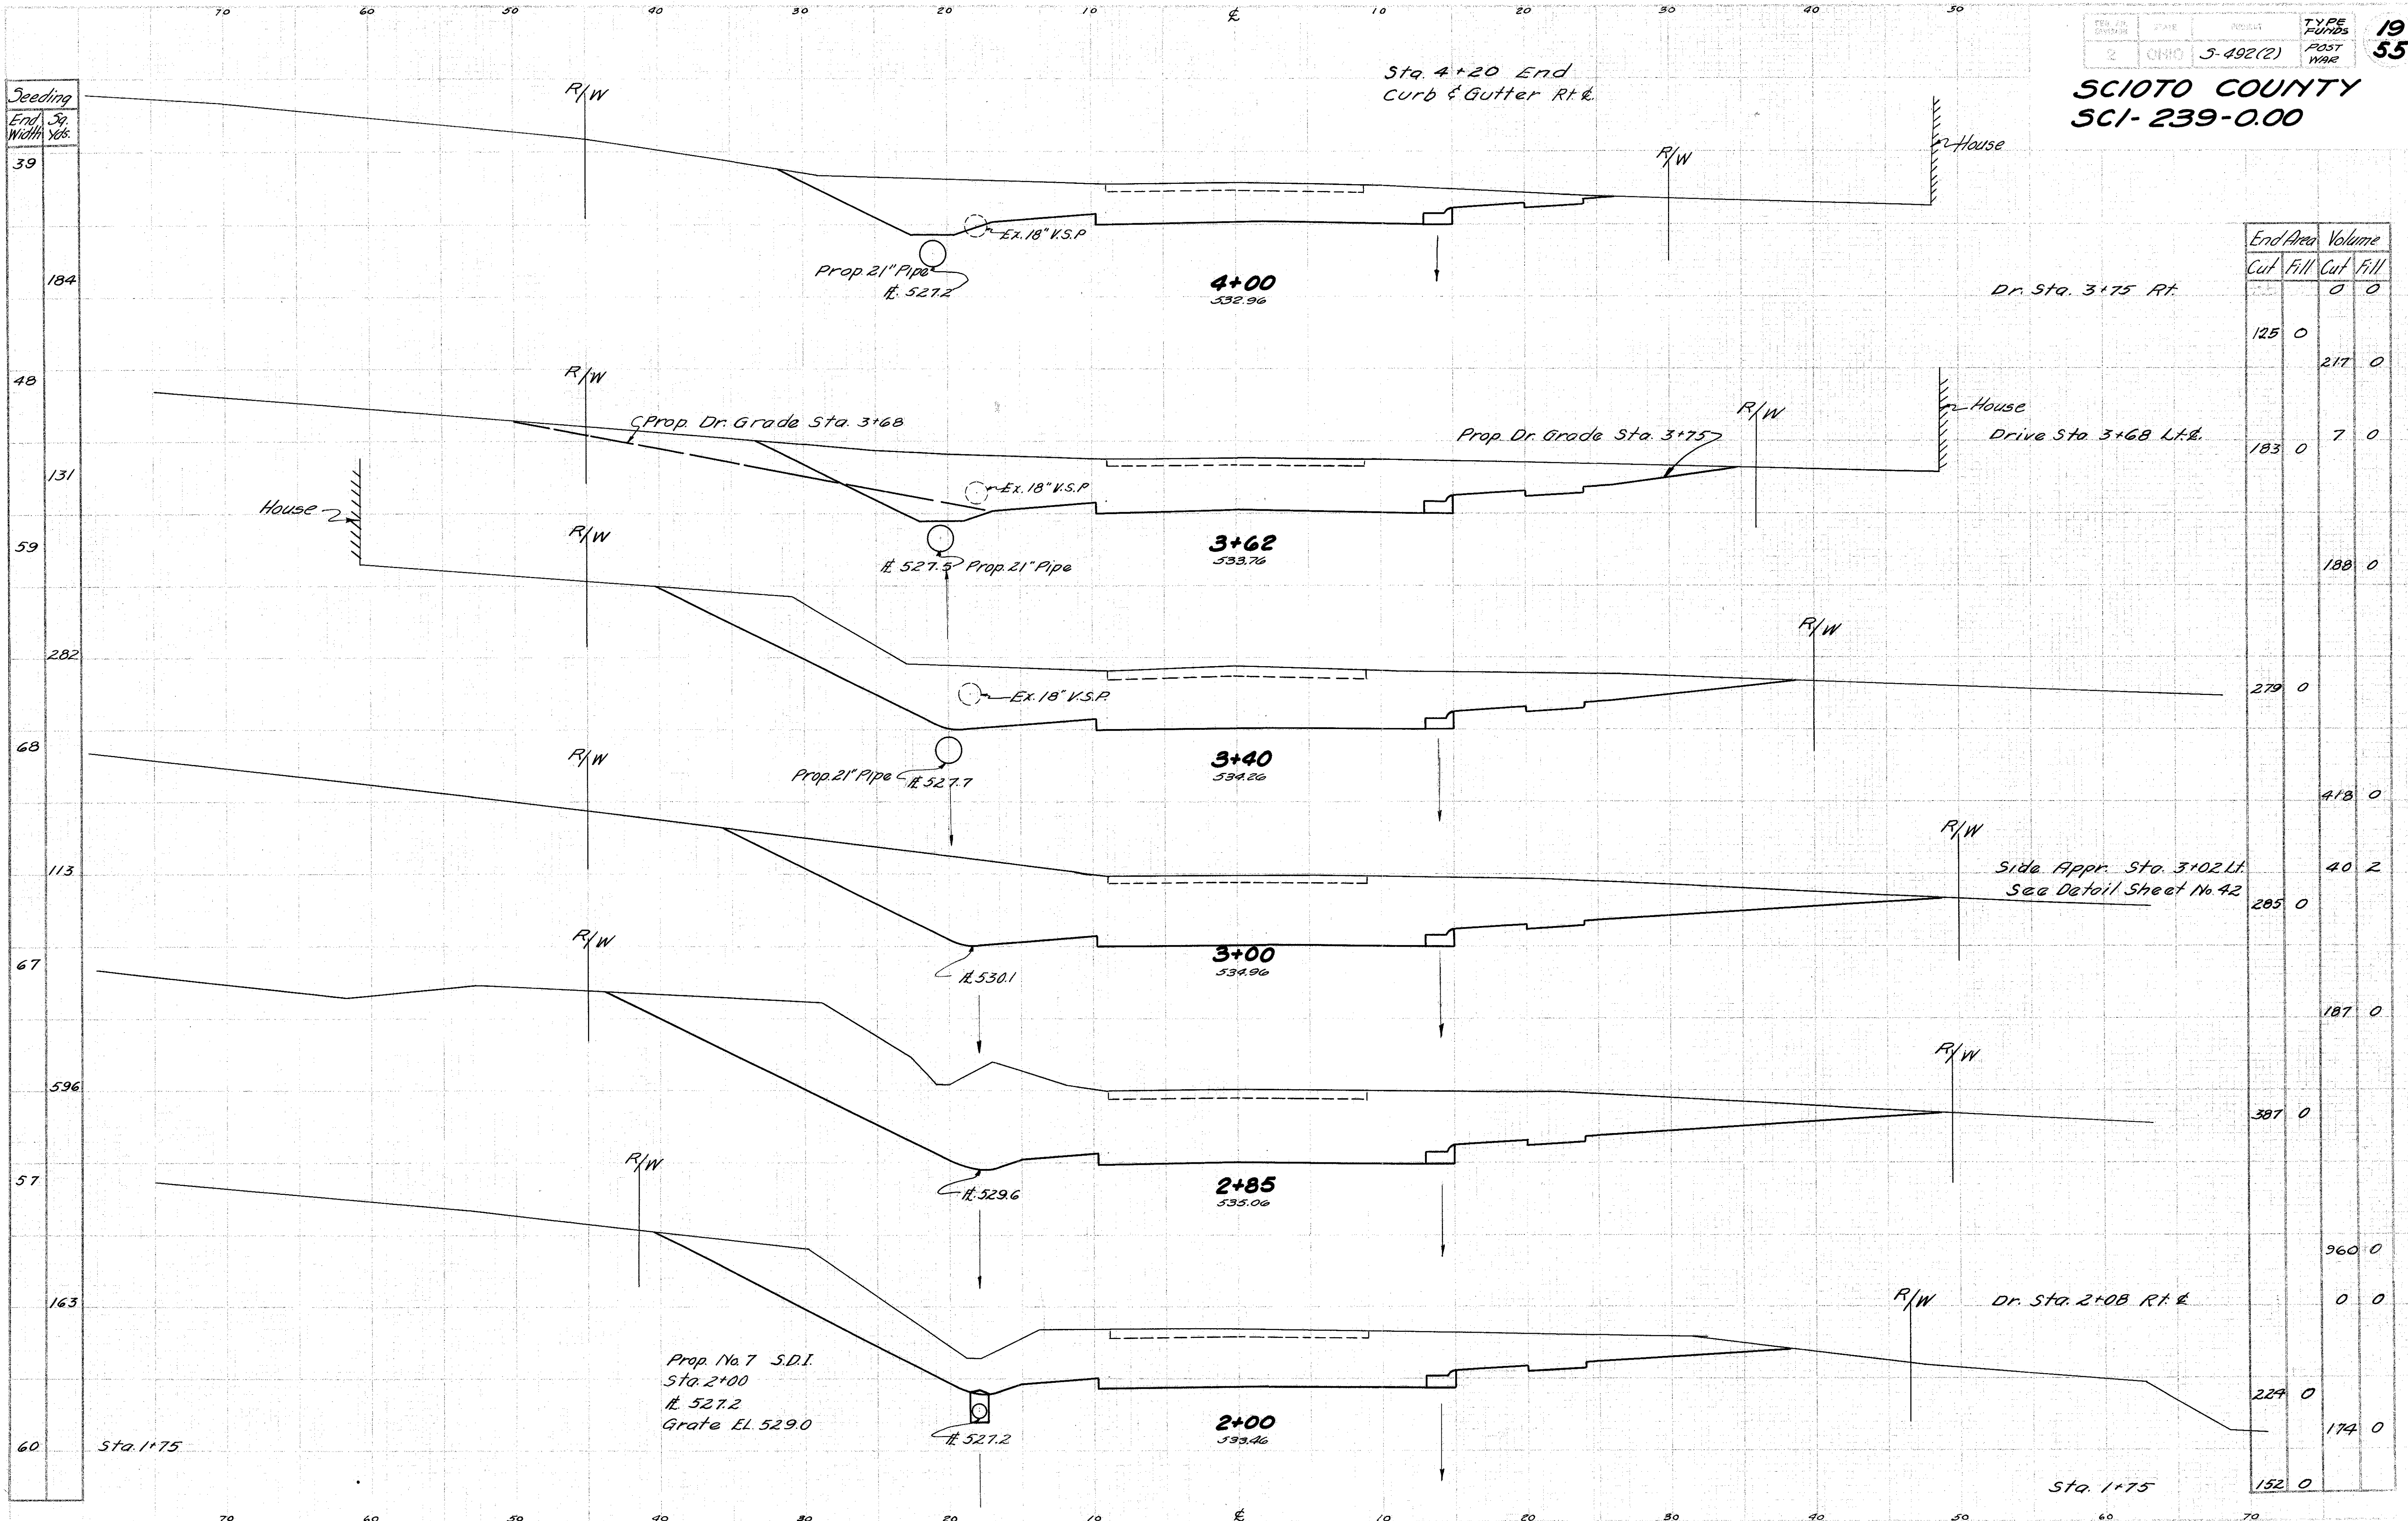 70 60 50 40 30 20 10 ℄ 10 20 30 40 50
TYPE FUNDS
2 OHIO S-492(2) POST WAR
19
55
SCIOTO COUNTY
SCI-239-0.00
Seeding
End Width Sq. Yds.
39
184
48
131
59
282
68
113
67
596
57
163
60 Sta. 1+75
Sta. 4+20 End
Curb & Gutter Rt. ℄
R/W
R/W
House
Ex. 18" V.S.P.
Prop. 21" Pipe
℄ 527.2
4+00
532.96
Dr. Sta. 3+75 Rt.
R/W
Prop. Dr. Grade Sta. 3+68
Prop. Dr. Grade Sta. 3+75
R/W
House
Drive Sta. 3+68 Lt. ℄
Ex. 18" V.S.P.
℄ 527.5 Prop. 21" Pipe
3+62
533.76
House
R/W
R/W
Ex. 18" V.S.P.
Prop. 21" Pipe ℄ 527.7
3+40
534.26
R/W
R/W
Side Appr. Sta. 3+02 Lt.
See Detail Sheet No. 42
℄ 530.1
3+00
534.96
R/W
R/W
℄ 529.6
2+85
535.06
R/W
R/W
Dr. Sta. 2+08 Rt. ℄
Prop. No. 7 S.D.I.
Sta. 2+00
℄ 527.2
Grate EL. 529.0
℄ 527.2
2+00
533.46
Sta. 1+75
End Area Volume
Cut Fill Cut Fill
0 0
125 0
217 0
7 0
183 0
188 0
279 0
418 0
40 2
285 0
187 0
387 0
960 0
0 0
224 0
174 0
152 0
70 60 50 40 30 20 10 ℄ 10 20 30 40 50 60 70